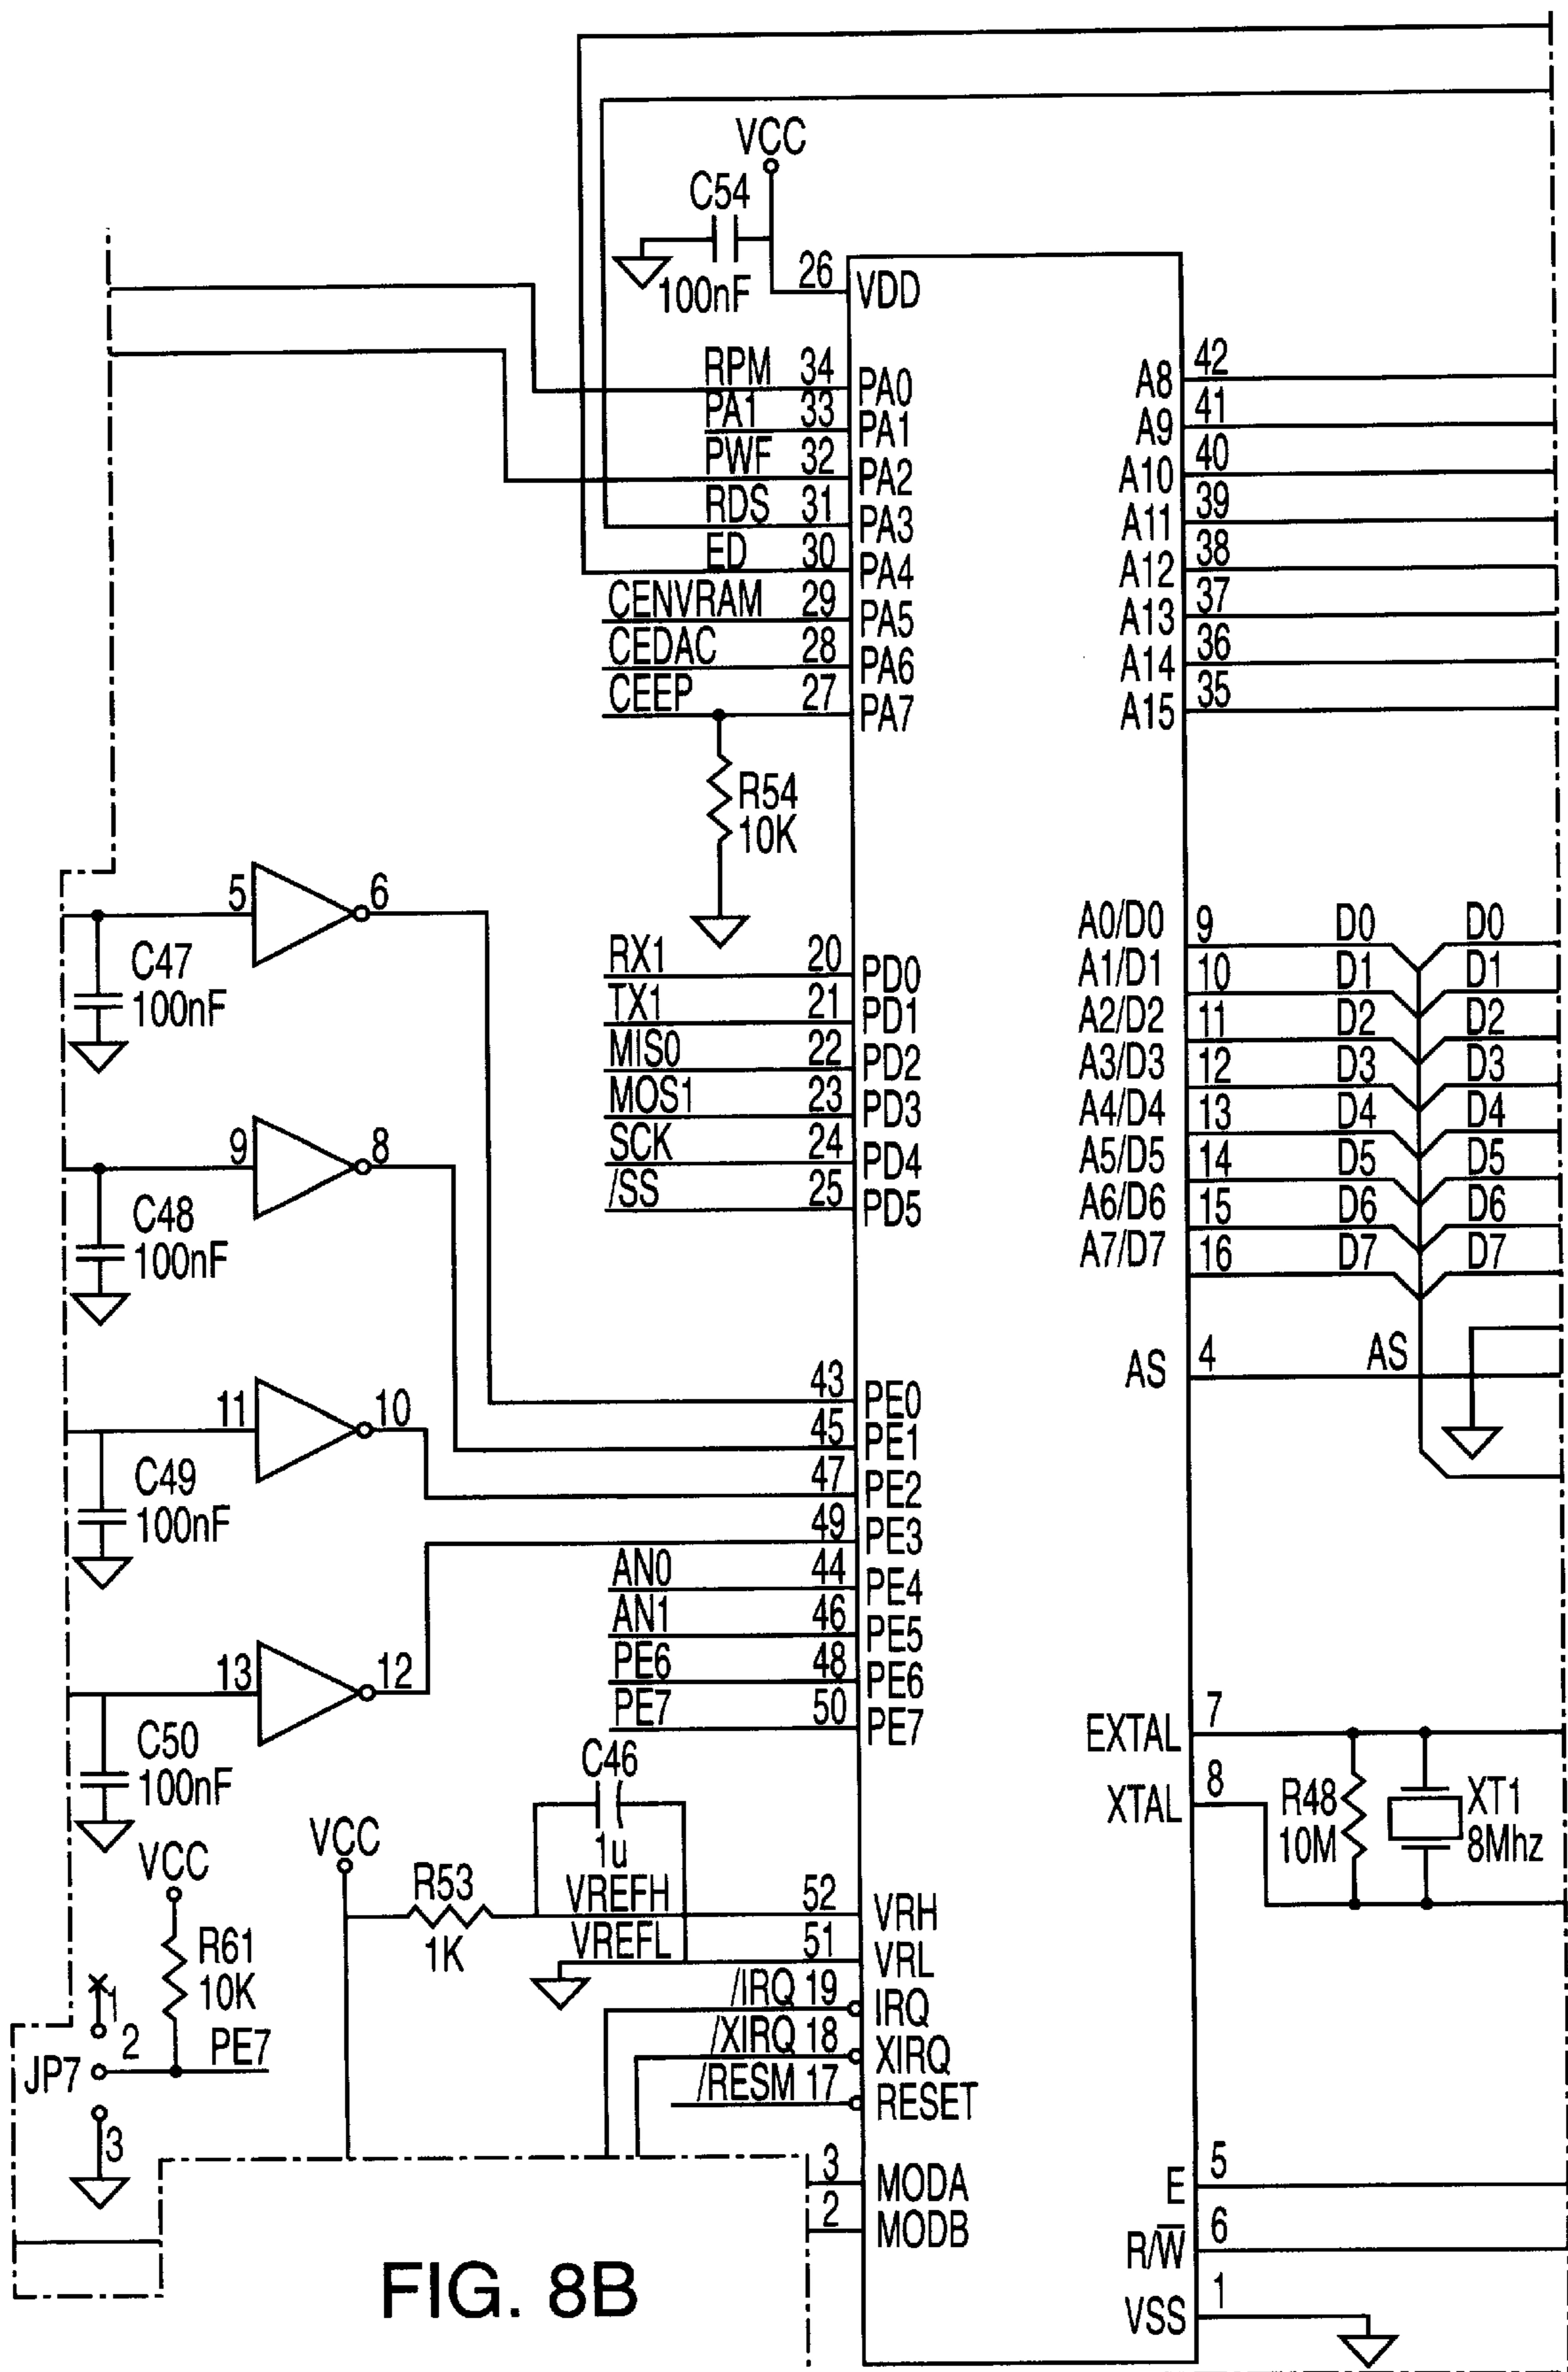 VCC
C54
100nF
26 VDD
RPM 34 PA0
PA1 33 PA1
PWF 32 PA2
RDS 31 PA3
ED 30 PA4
CENVRAM 29 PA5
CEDAC 28 PA6
CEEP 27 PA7
R54
10K
A8 42
A9 41
A10 40
A11 39
A12 38
A13 37
A14 36
A15 35
5 6
C47
100nF
9 8
C48
100nF
11 10
C49
100nF
13 12
C50
100nF
RX1 20 PD0
TX1 21 PD1
MIS0 22 PD2
MOS1 23 PD3
SCK 24 PD4
/SS 25 PD5
A0/D0 9 D0 D0
A1/D1 10 D1 D1
A2/D2 11 D2 D2
A3/D3 12 D3 D3
A4/D4 13 D4 D4
A5/D5 14 D5 D5
A6/D6 15 D6 D6
A7/D7 16 D7 D7
AS 4 AS
43 PE0
45 PE1
47 PE2
49 PE3
AN0 44 PE4
AN1 46 PE5
PE6 48 PE6
PE7 50 PE7
EXTAL 7
XTAL 8
R48
10M
XT1
8Mhz
C46
1u
VCC
R53
1K
VREFH 52 VRH
VREFL 51 VRL
/IRQ 19 IRQ
/XIRQ 18 XIRQ
/RESM 17 RESET
VCC
R61
10K
1
2 PE7
JP7
3
3 MODA
2 MODB
E 5
R/W̅ 6
VSS 1
FIG. 8B